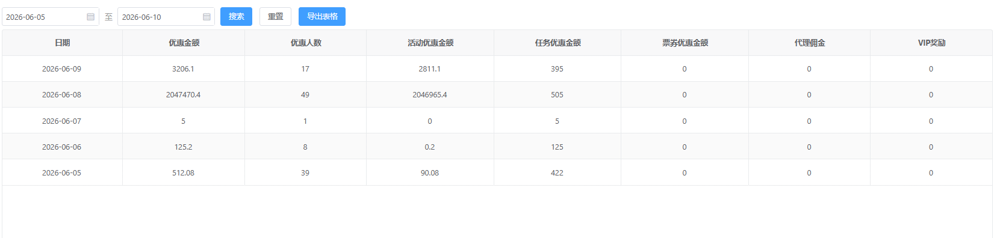 2026-06-05 至 2026-06-10 搜索 重置 导出表格
日期 优惠金额 优惠人数 活动优惠金额 任务优惠金额 票券优惠金额 代理佣金 VIP奖励
2026-06-09 3206.1 17 2811.1 395 0 0 0
2026-06-08 2047470.4 49 2046965.4 505 0 0 0
2026-06-07 5 1 0 5 0 0 0
2026-06-06 125.2 8 0.2 125 0 0 0
2026-06-05 512.08 39 90.08 422 0 0 0